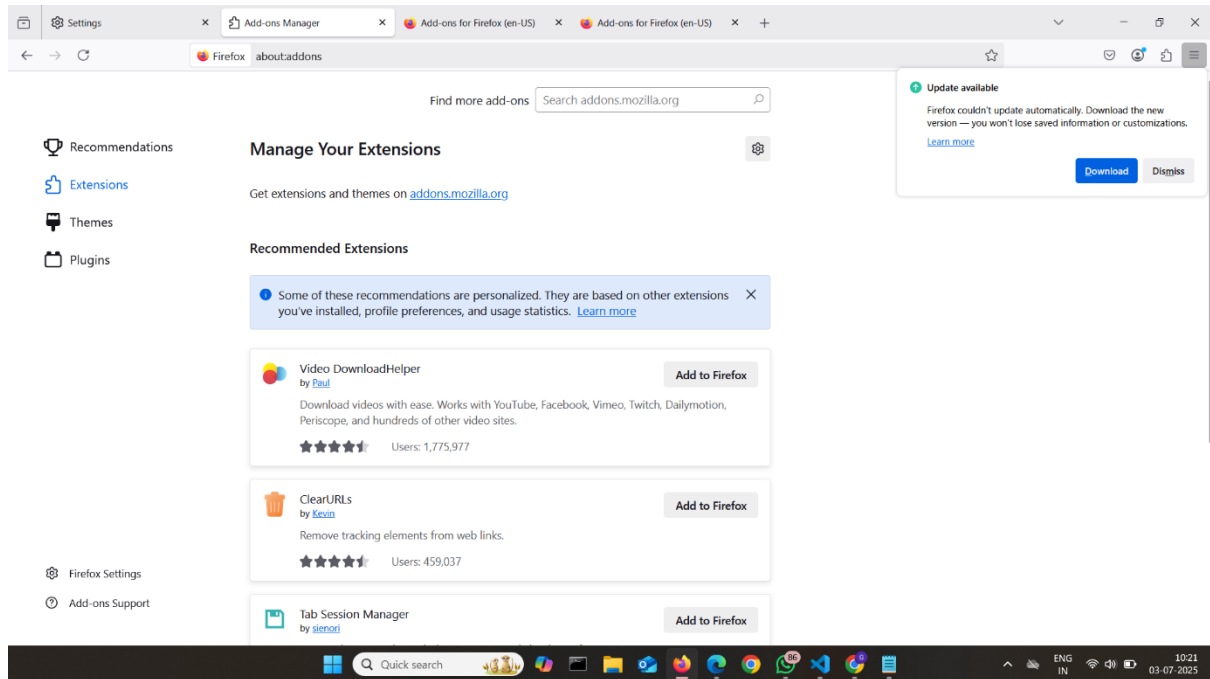 Settings
Add-ons Manager
Add-ons for Firefox (en-US)
Add-ons for Firefox (en-US)
Firefox about:addons
Find more add-ons
Search addons.mozilla.org
Update available
Firefox couldn't update automatically. Download the new
version — you won't lose saved information or customizations.
Learn more
Download
Dismiss
Recommendations
Extensions
Themes
Plugins
Manage Your Extensions
Get extensions and themes on addons.mozilla.org
Recommended Extensions
Some of these recommendations are personalized. They are based on other extensions
you've installed, profile preferences, and usage statistics. Learn more
Video DownloadHelper
by Paul
Add to Firefox
Download videos with ease. Works with YouTube, Facebook, Vimeo, Twitch, Dailymotion,
Periscope, and hundreds of other video sites.
Users: 1,775,977
ClearURLs
by Kevin
Add to Firefox
Remove tracking elements from web links.
Users: 459,037
Tab Session Manager
by sienori
Add to Firefox
Firefox Settings
Add-ons Support
Quick search
86
G
ENG
IN
10:21
03-07-2025